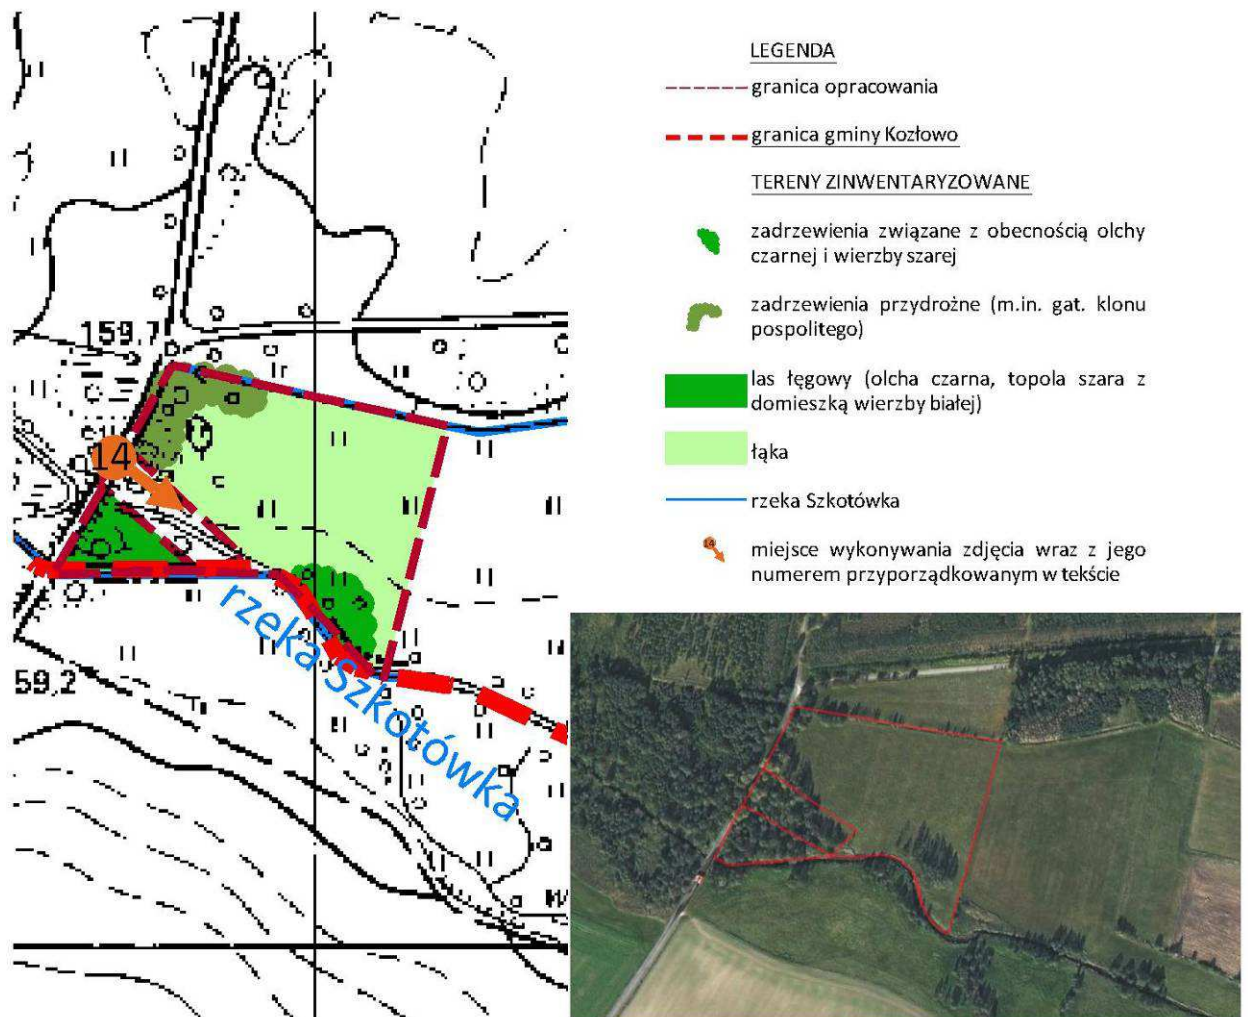 LEGENDA
granica opracowania
granica gminy Kozłowo
TERENY ZINWENTARYZOWANE
zadrzewienia związane z obecnością olchy
czarnej i wierzby szarej
zadrzewienia przydrożne (m.in. gat. klonu
pospolitego)
las łęgowy (olcha czarna, topola szara z
domieszką wierzby białej)
łąka
rzeka Szkotówka
14
miejsce wykonywania zdjęcia wraz z jego
numerem przyporządkowanym w tekście
159.7
14
rzeka Szkotówka
59.2